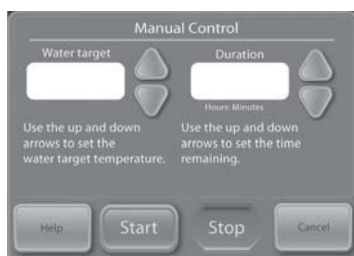 Manual Control
Water target
Duration
Hours: Minutes
Use the up and down
arrows to set the
water target temperature.
Use the up and down
arrows to set the time
remaining.
Help
Start
Stop
Cancel